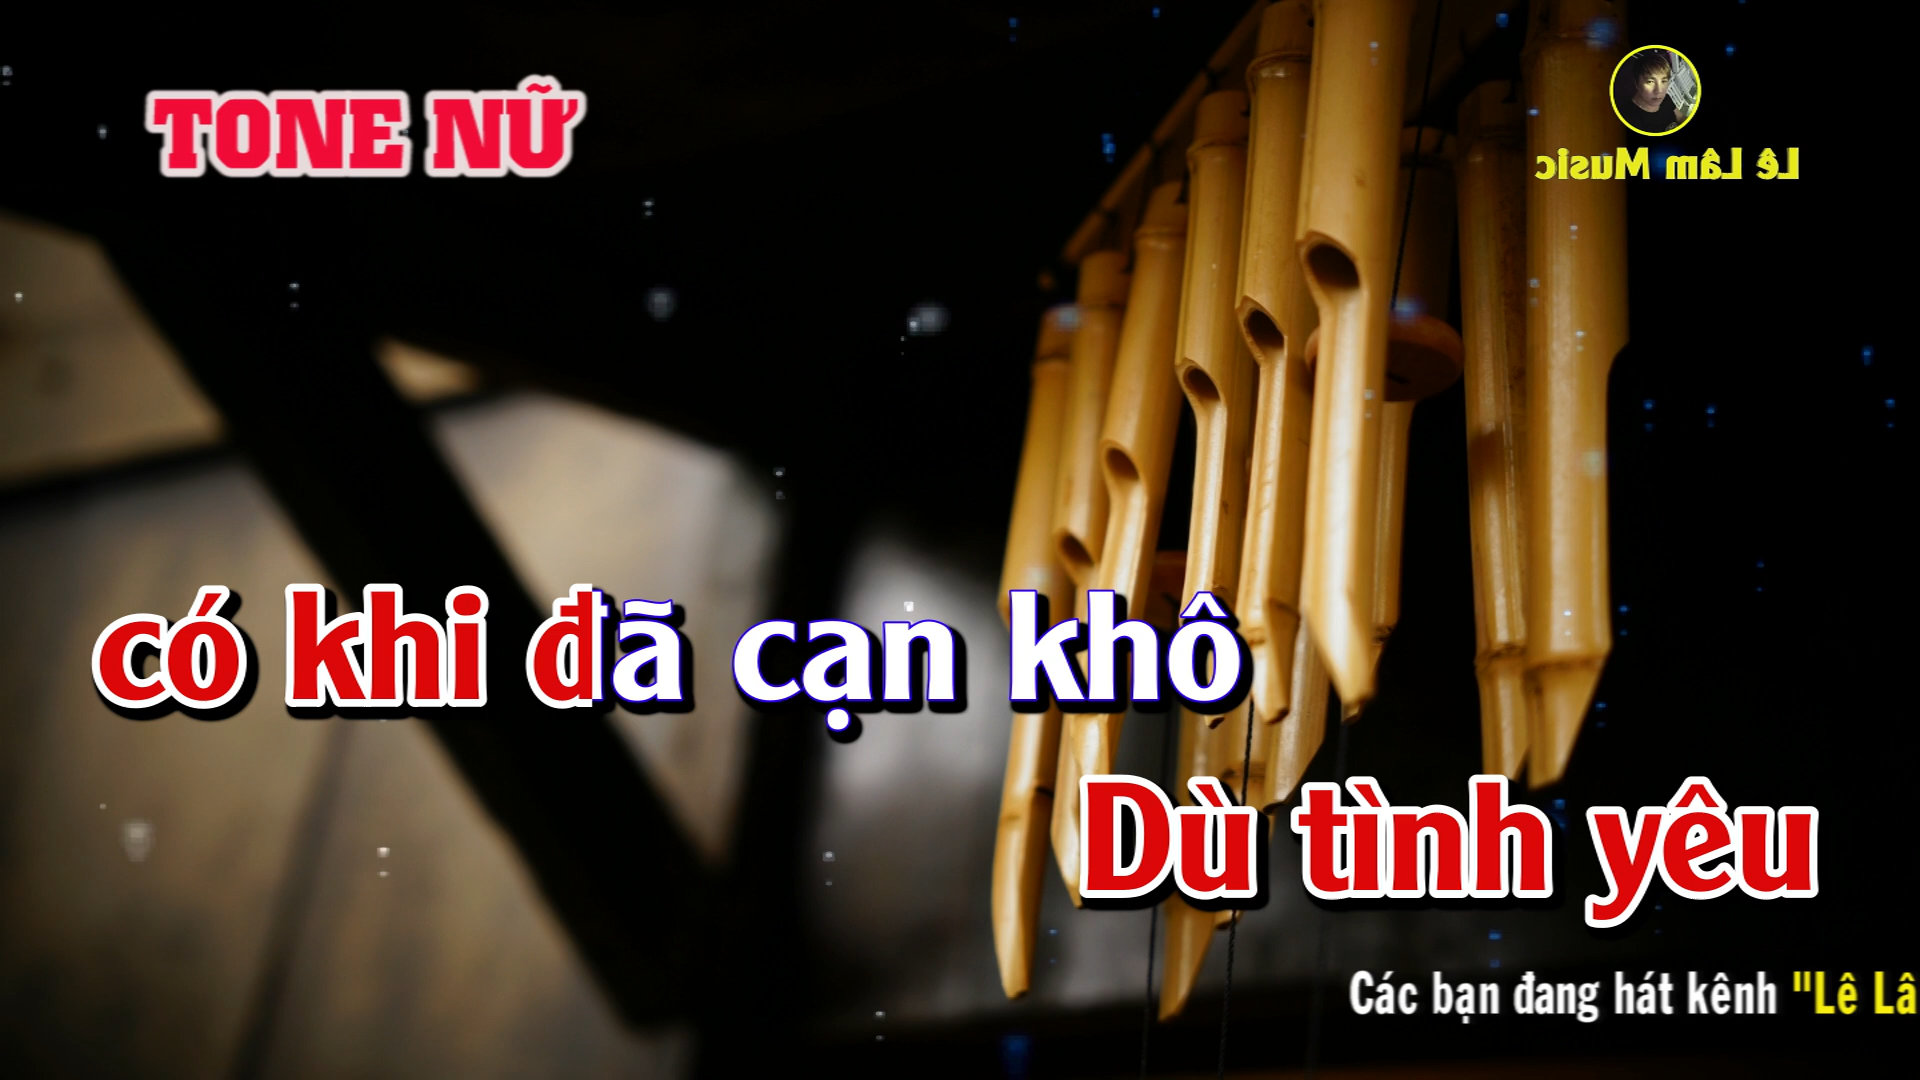 TONE NỮ
Lê Lâm Music
có khi đã cạn khô
Dù tình yêu
Các bạn đang hát kênh "Lê Lâ